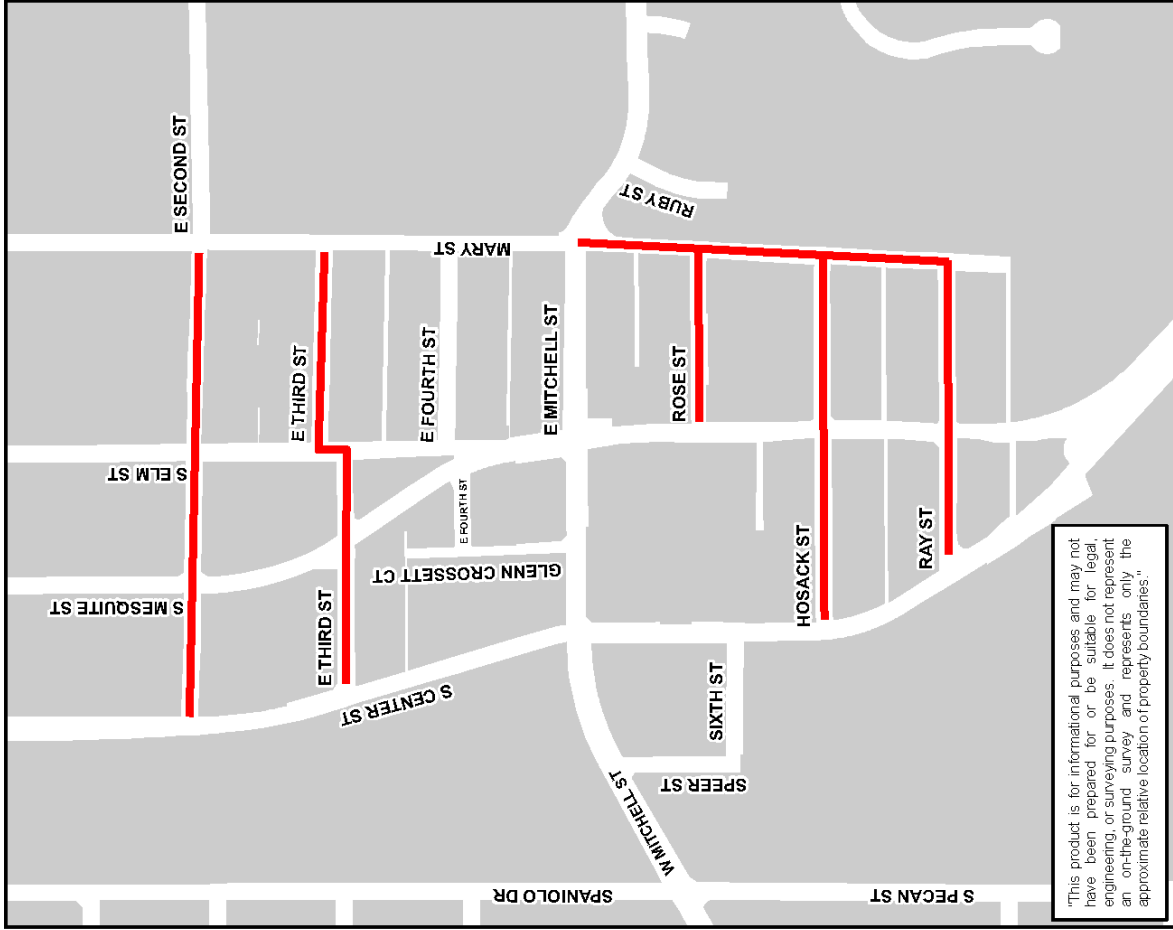 E SECOND ST
MARY ST
RUBY ST
E THIRD ST
E FOURTH ST
E MITCHELL ST
ROSE ST
S ELM ST
E FOURTH ST
GLENN CROSSETT CT
HOSACK ST
RAY ST
S MESQUITE ST
E THIRD ST
S CENTER ST
SIXTH ST
SPEER ST
W MITCHELL ST
SPANIOLO DR
S PECAN ST
"This product is for informational purposes and may not
have been prepared for or be suitable for legal,
engineering, or surveying purposes. It does not represent
an on-the-ground survey and represents only the
approximate relative location of property boundaries."